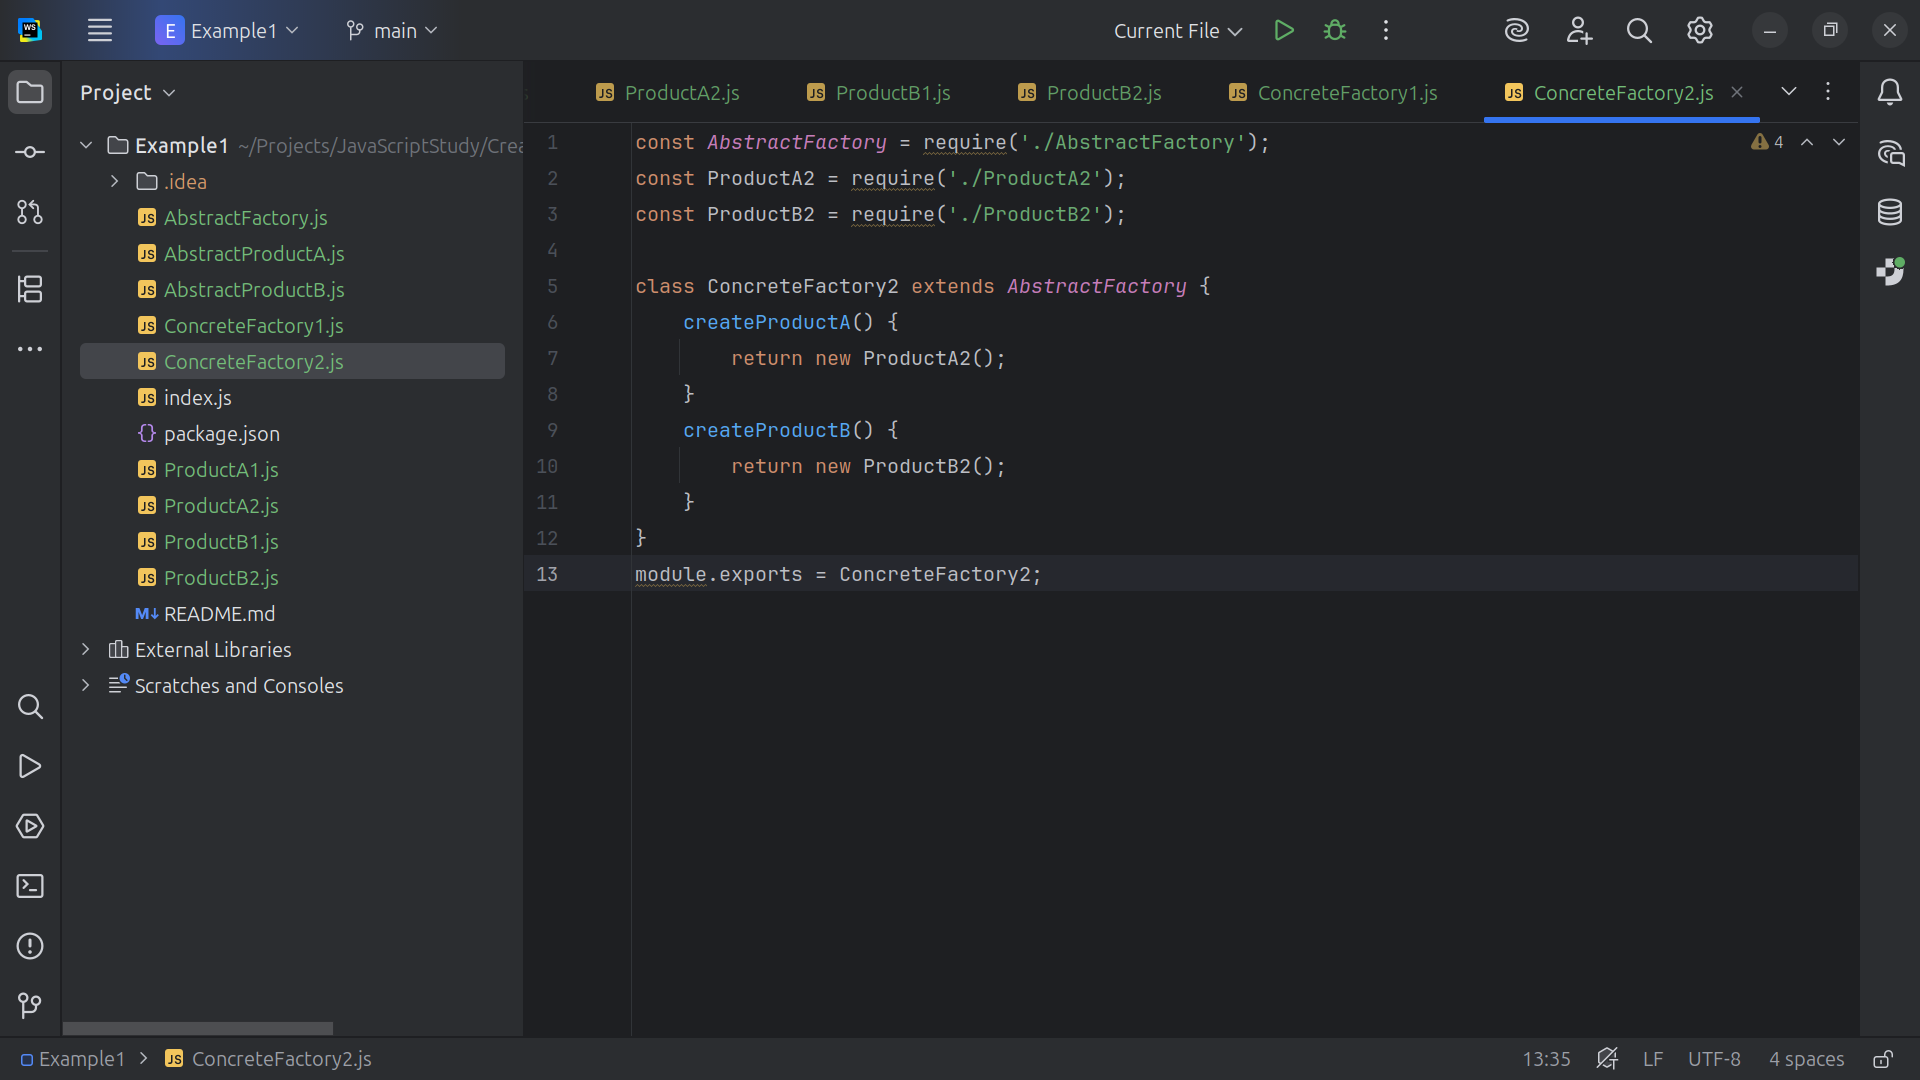 WS
E Example1
main
Current File
Project
ProductA2.js
ProductB1.js
ProductB2.js
ConcreteFactory1.js
ConcreteFactory2.js
Example1 ~/Projects/JavaScriptStudy/Crea
.idea
AbstractFactory.js
AbstractProductA.js
AbstractProductB.js
ConcreteFactory1.js
ConcreteFactory2.js
index.js
package.json
ProductA1.js
ProductA2.js
ProductB1.js
ProductB2.js
README.md
External Libraries
Scratches and Consoles
1 const AbstractFactory = require('./AbstractFactory');
2 const ProductA2 = require('./ProductA2');
3 const ProductB2 = require('./ProductB2');
4
5 class ConcreteFactory2 extends AbstractFactory {
6     createProductA() {
7         return new ProductA2();
8     }
9     createProductB() {
10         return new ProductB2();
11     }
12 }
13 module.exports = ConcreteFactory2;
4
Example1 > ConcreteFactory2.js
13:35
LF
UTF-8
4 spaces